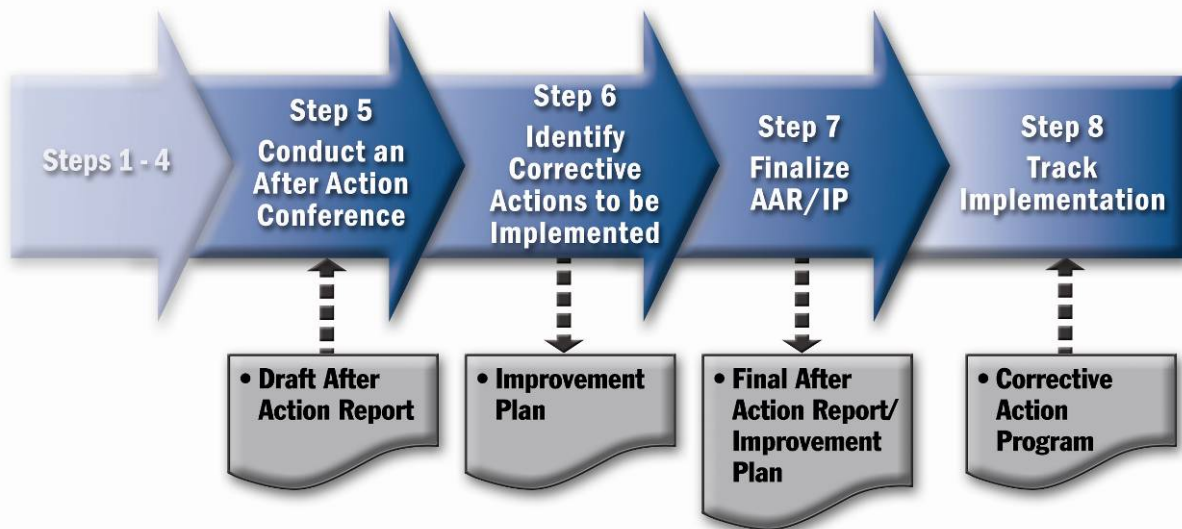 Steps 1 - 4
Step 5
Conduct an
After Action
Conference
Step 6
Identify
Corrective
Actions to be
Implemented
Step 7
Finalize
AAR/IP
Step 8
Track
Implementation
• Draft After
Action Report
• Improvement
Plan
• Final After
Action Report/
Improvement
Plan
• Corrective
Action
Program